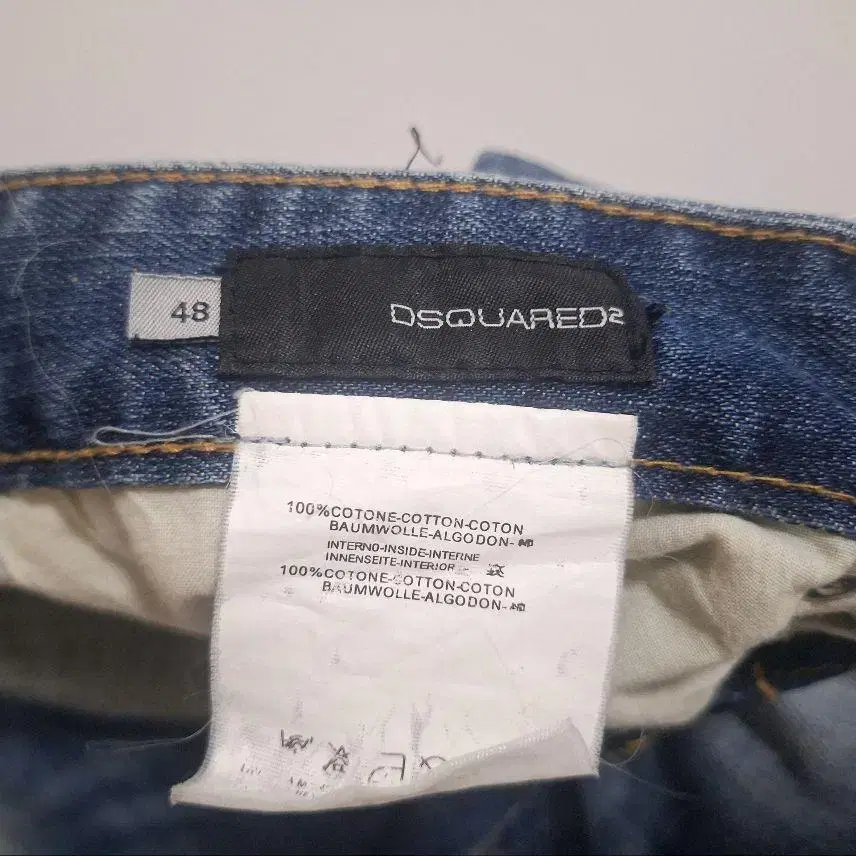 48
DSQUARED2
100%COTONE-COTTON-COTON
BAUMWOLLE-ALGODON-
INTERNO-INSIDE-INTERNE
INNENSEITE-INTERIOR
100%COTONE-COTTON-COTON
BAUMWOLLE-ALGODON-